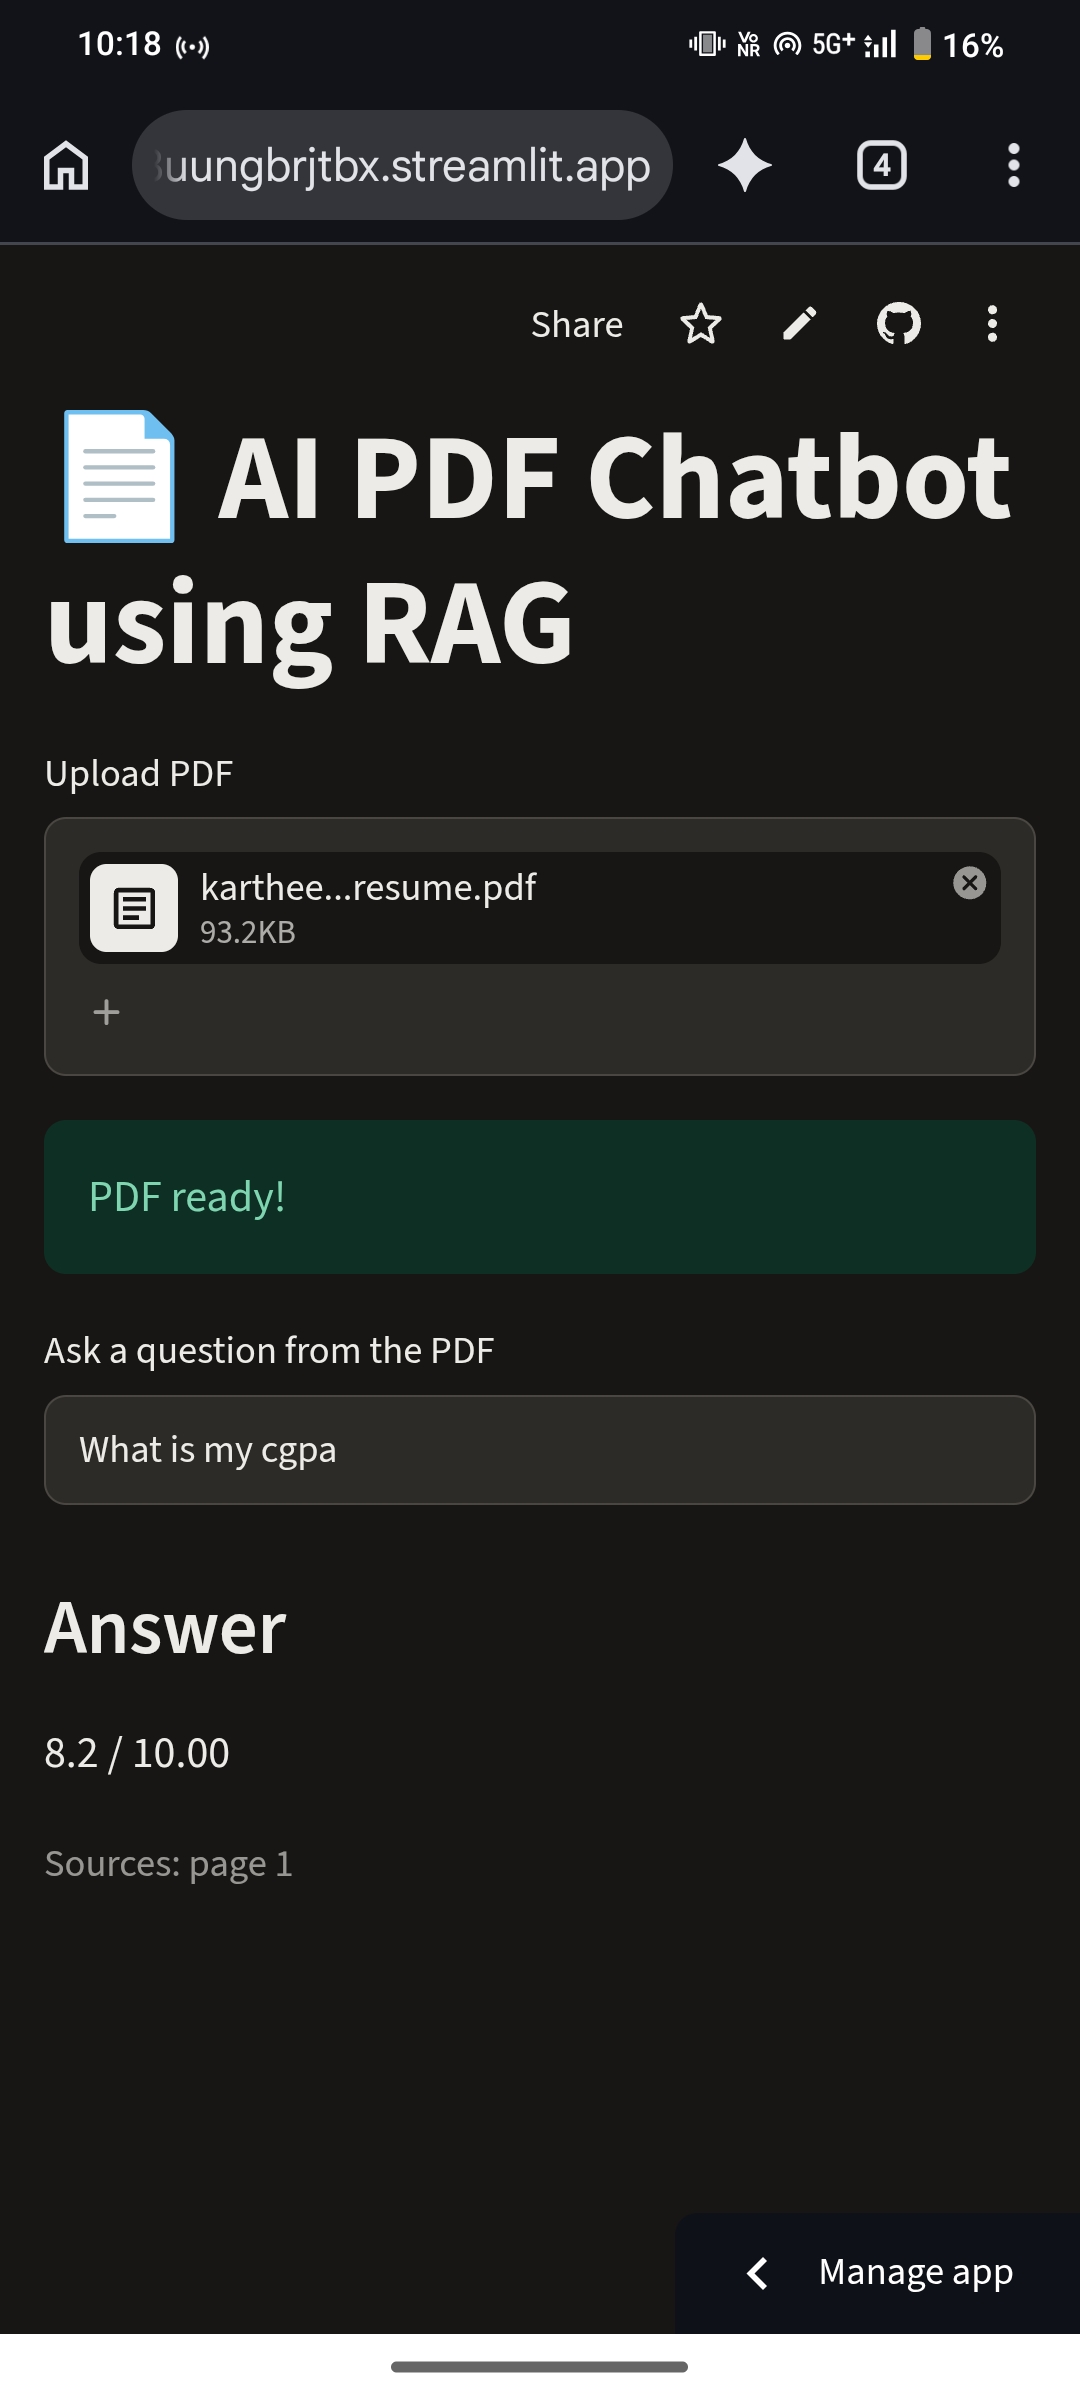 10:18
Vo NR 5G+ 16%
uungbrjtbx.streamlit.app
4
Share
AI PDF Chatbot
using RAG
Upload PDF
karthee...resume.pdf
93.2KB
PDF ready!
Ask a question from the PDF
What is my cgpa
Answer
8.2 / 10.00
Sources: page 1
Manage app